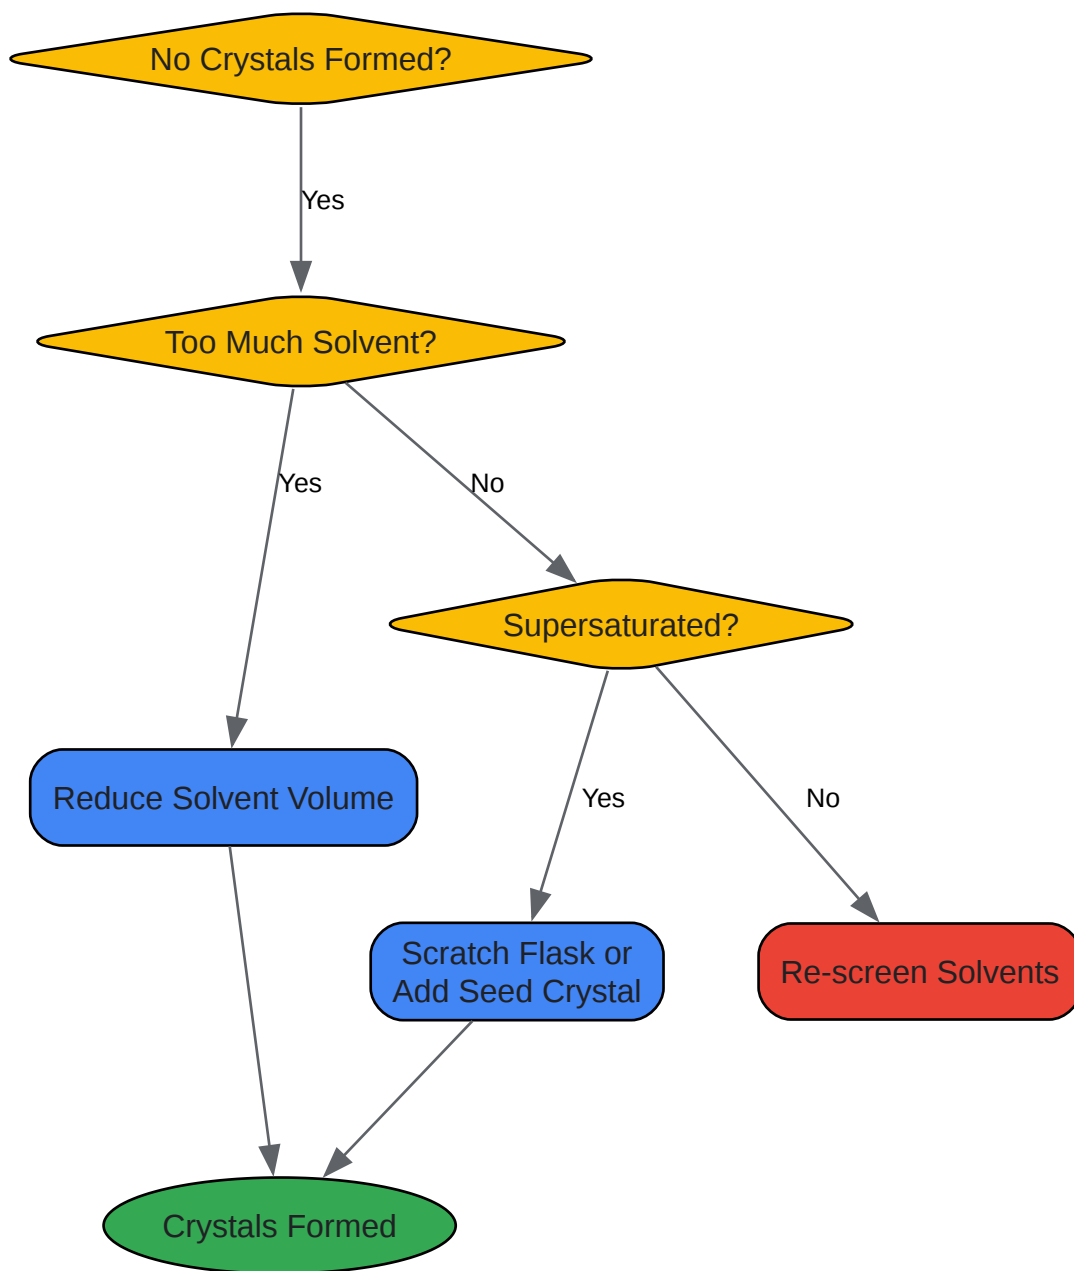 No Crystals Formed?
Yes
Too Much Solvent?
Yes
No
Supersaturated?
Reduce Solvent Volume
Yes
No
Scratch Flask or
Add Seed Crystal
Re-screen Solvents
Crystals Formed